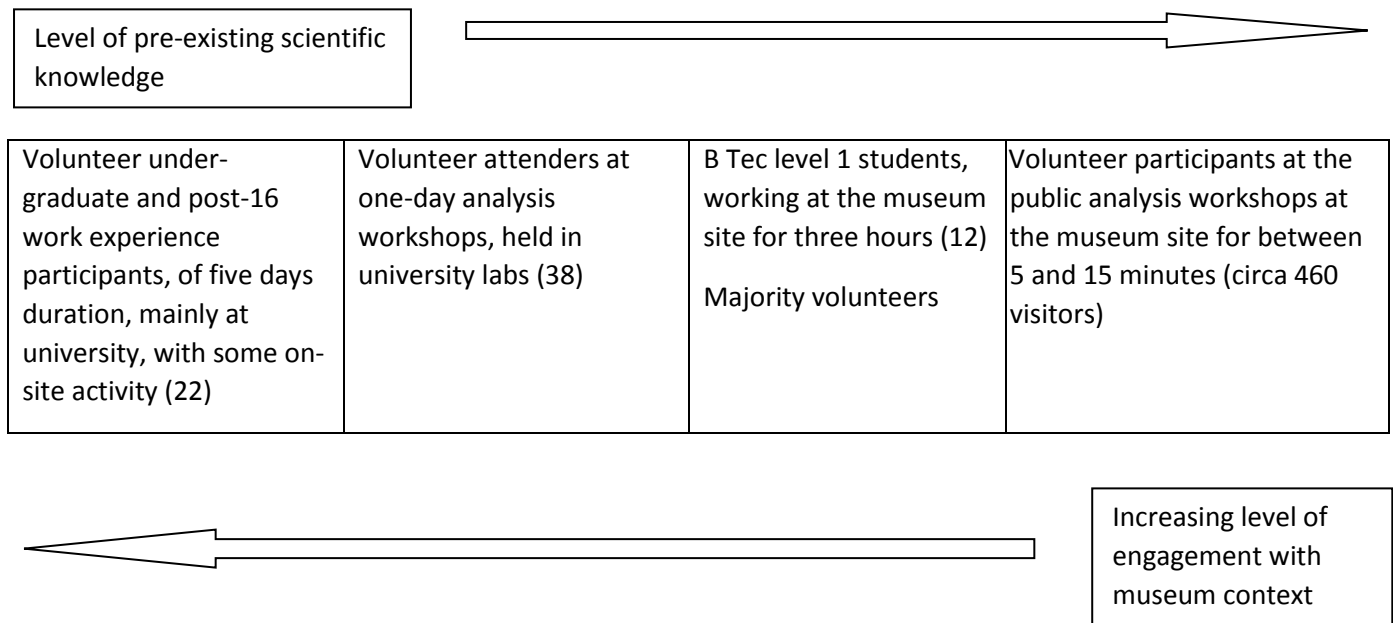 Level of pre-existing scientific
knowledge
Volunteer under-
graduate and post-16
work experience
participants, of five days
duration, mainly at
university, with some on-
site activity (22)
Volunteer attenders at
one-day analysis
workshops, held in
university labs (38)
B Tec level 1 students,
working at the museum
site for three hours (12)
Majority volunteers
Volunteer participants at the
public analysis workshops at
the museum site for between
5 and 15 minutes (circa 460
visitors)
Increasing level of
engagement with
museum context